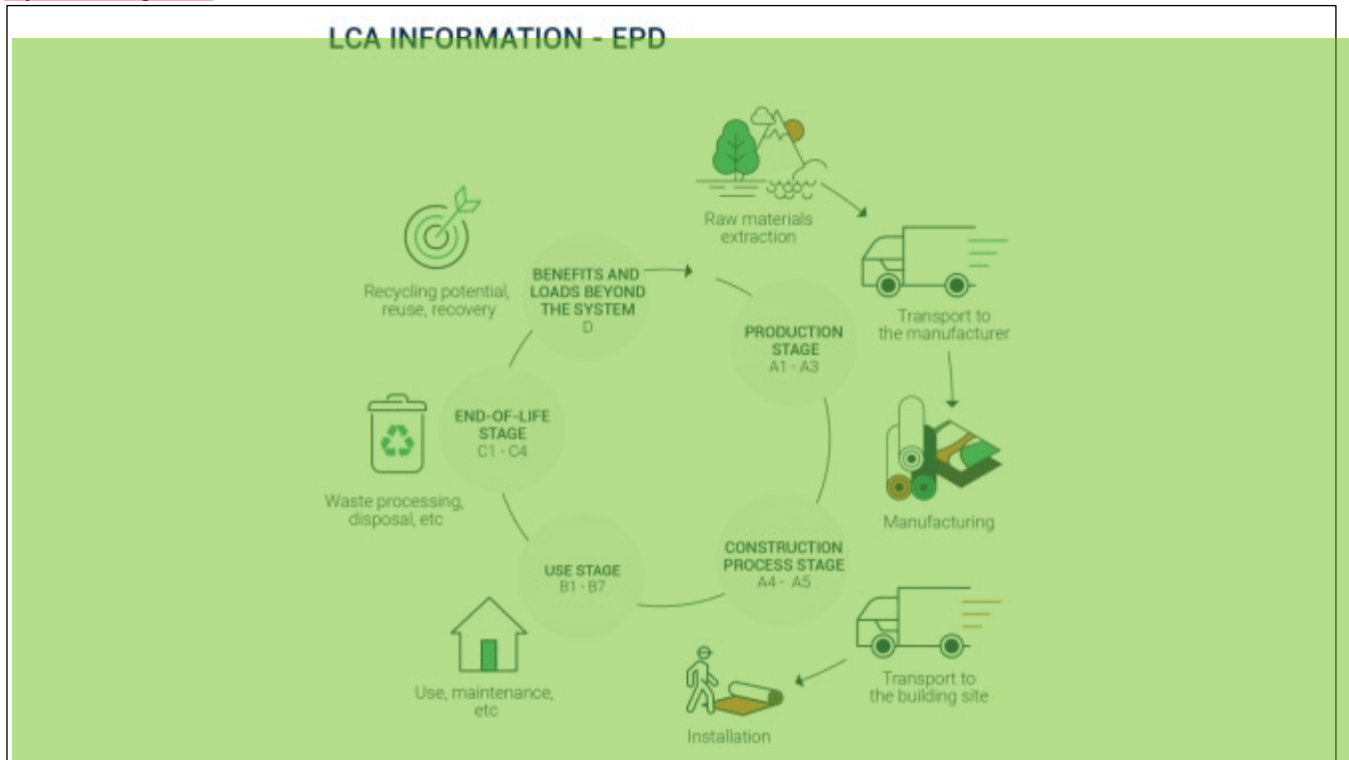 LCA INFORMATION - EPD
Raw materials
extraction
Transport to
the manufacturer
Manufacturing
BENEFITS AND
LOADS BEYOND
THE SYSTEM
D
PRODUCTION
STAGE
A1 - A3
CONSTRUCTION
PROCESS STAGE
A4 - A5
USE STAGE
B1 - B7
END-OF-LIFE
STAGE
C1 - C4
Recycling potential,
reuse, recovery
Waste processing,
disposal, etc
Use, maintenance,
etc
Installation
Transport to
the building site